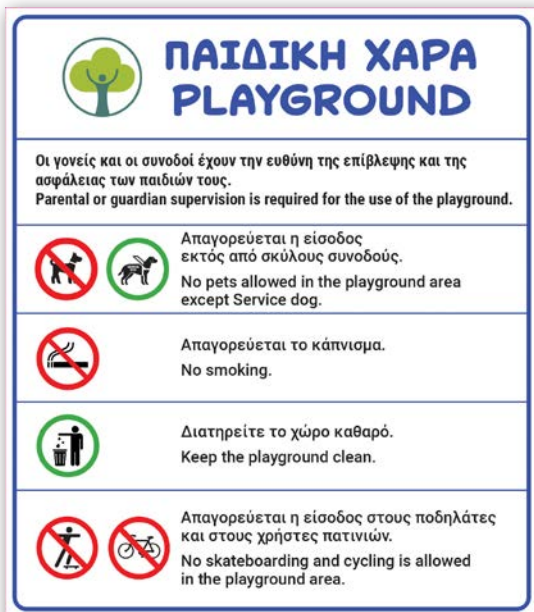 ΠΑΙΔΙΚΗ ΧΑΡΑ
PLAYGROUND
Οι γονείς και οι συνοδοί έχουν την ευθύνη της επίβλεψης και της
ασφάλειας των παιδιών τους.
Parental or guardian supervision is required for the use of the playground.
Απαγορεύεται η είσοδος
εκτός από σκύλους συνοδούς.
No pets allowed in the playground area
except Service dog.
Απαγορεύεται το κάπνισμα.
No smoking.
Διατηρείτε το χώρο καθαρό.
Keep the playground clean.
Απαγορεύεται η είσοδος στους ποδηλάτες
και στους χρήστες πατινιών.
No skateboarding and cycling is allowed
in the playground area.